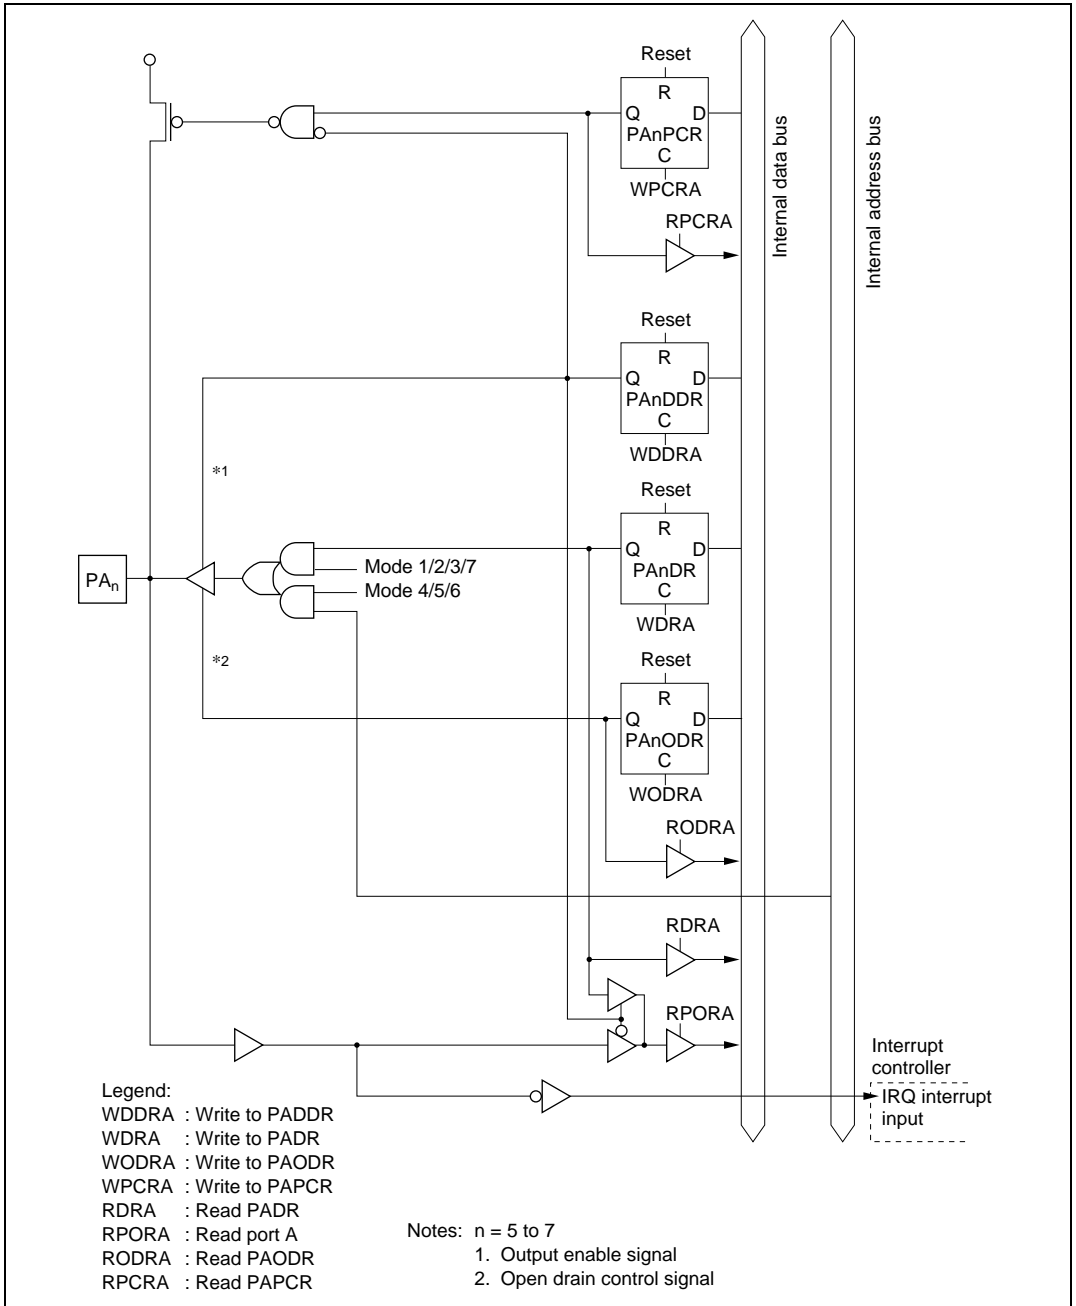 Reset
R
Q D
PAnPCR
C
WPCRA
RPCRA
Internal data bus
Internal address bus
Reset
R
Q D
PAnDDR
C
WDDRA
*1
Reset
R
Q D
PAnDR
C
WDRA
Mode 1/2/3/7
Mode 4/5/6
PAn
*2
Reset
R
Q D
PAnODR
C
WODRA
RODRA
RDRA
RPORA
Interrupt
controller
IRQ interrupt
input
Legend:
WDDRA : Write to PADDR
WDRA : Write to PADR
WODRA : Write to PAODR
WPCRA : Write to PAPCR
RDRA : Read PADR
RPORA : Read port A
RODRA : Read PAODR
RPCRA : Read PAPCR
Notes: n = 5 to 7
1. Output enable signal
2. Open drain control signal